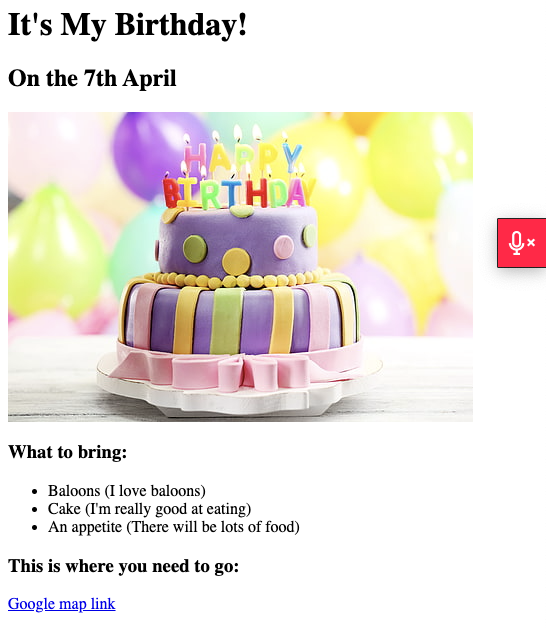 It's My Birthday!
On the 7th April
HAPPY
BIRTHDAY
What to bring:
Baloons (I love baloons)
Cake (I'm really good at eating)
An appetite (There will be lots of food)
This is where you need to go:
Google map link